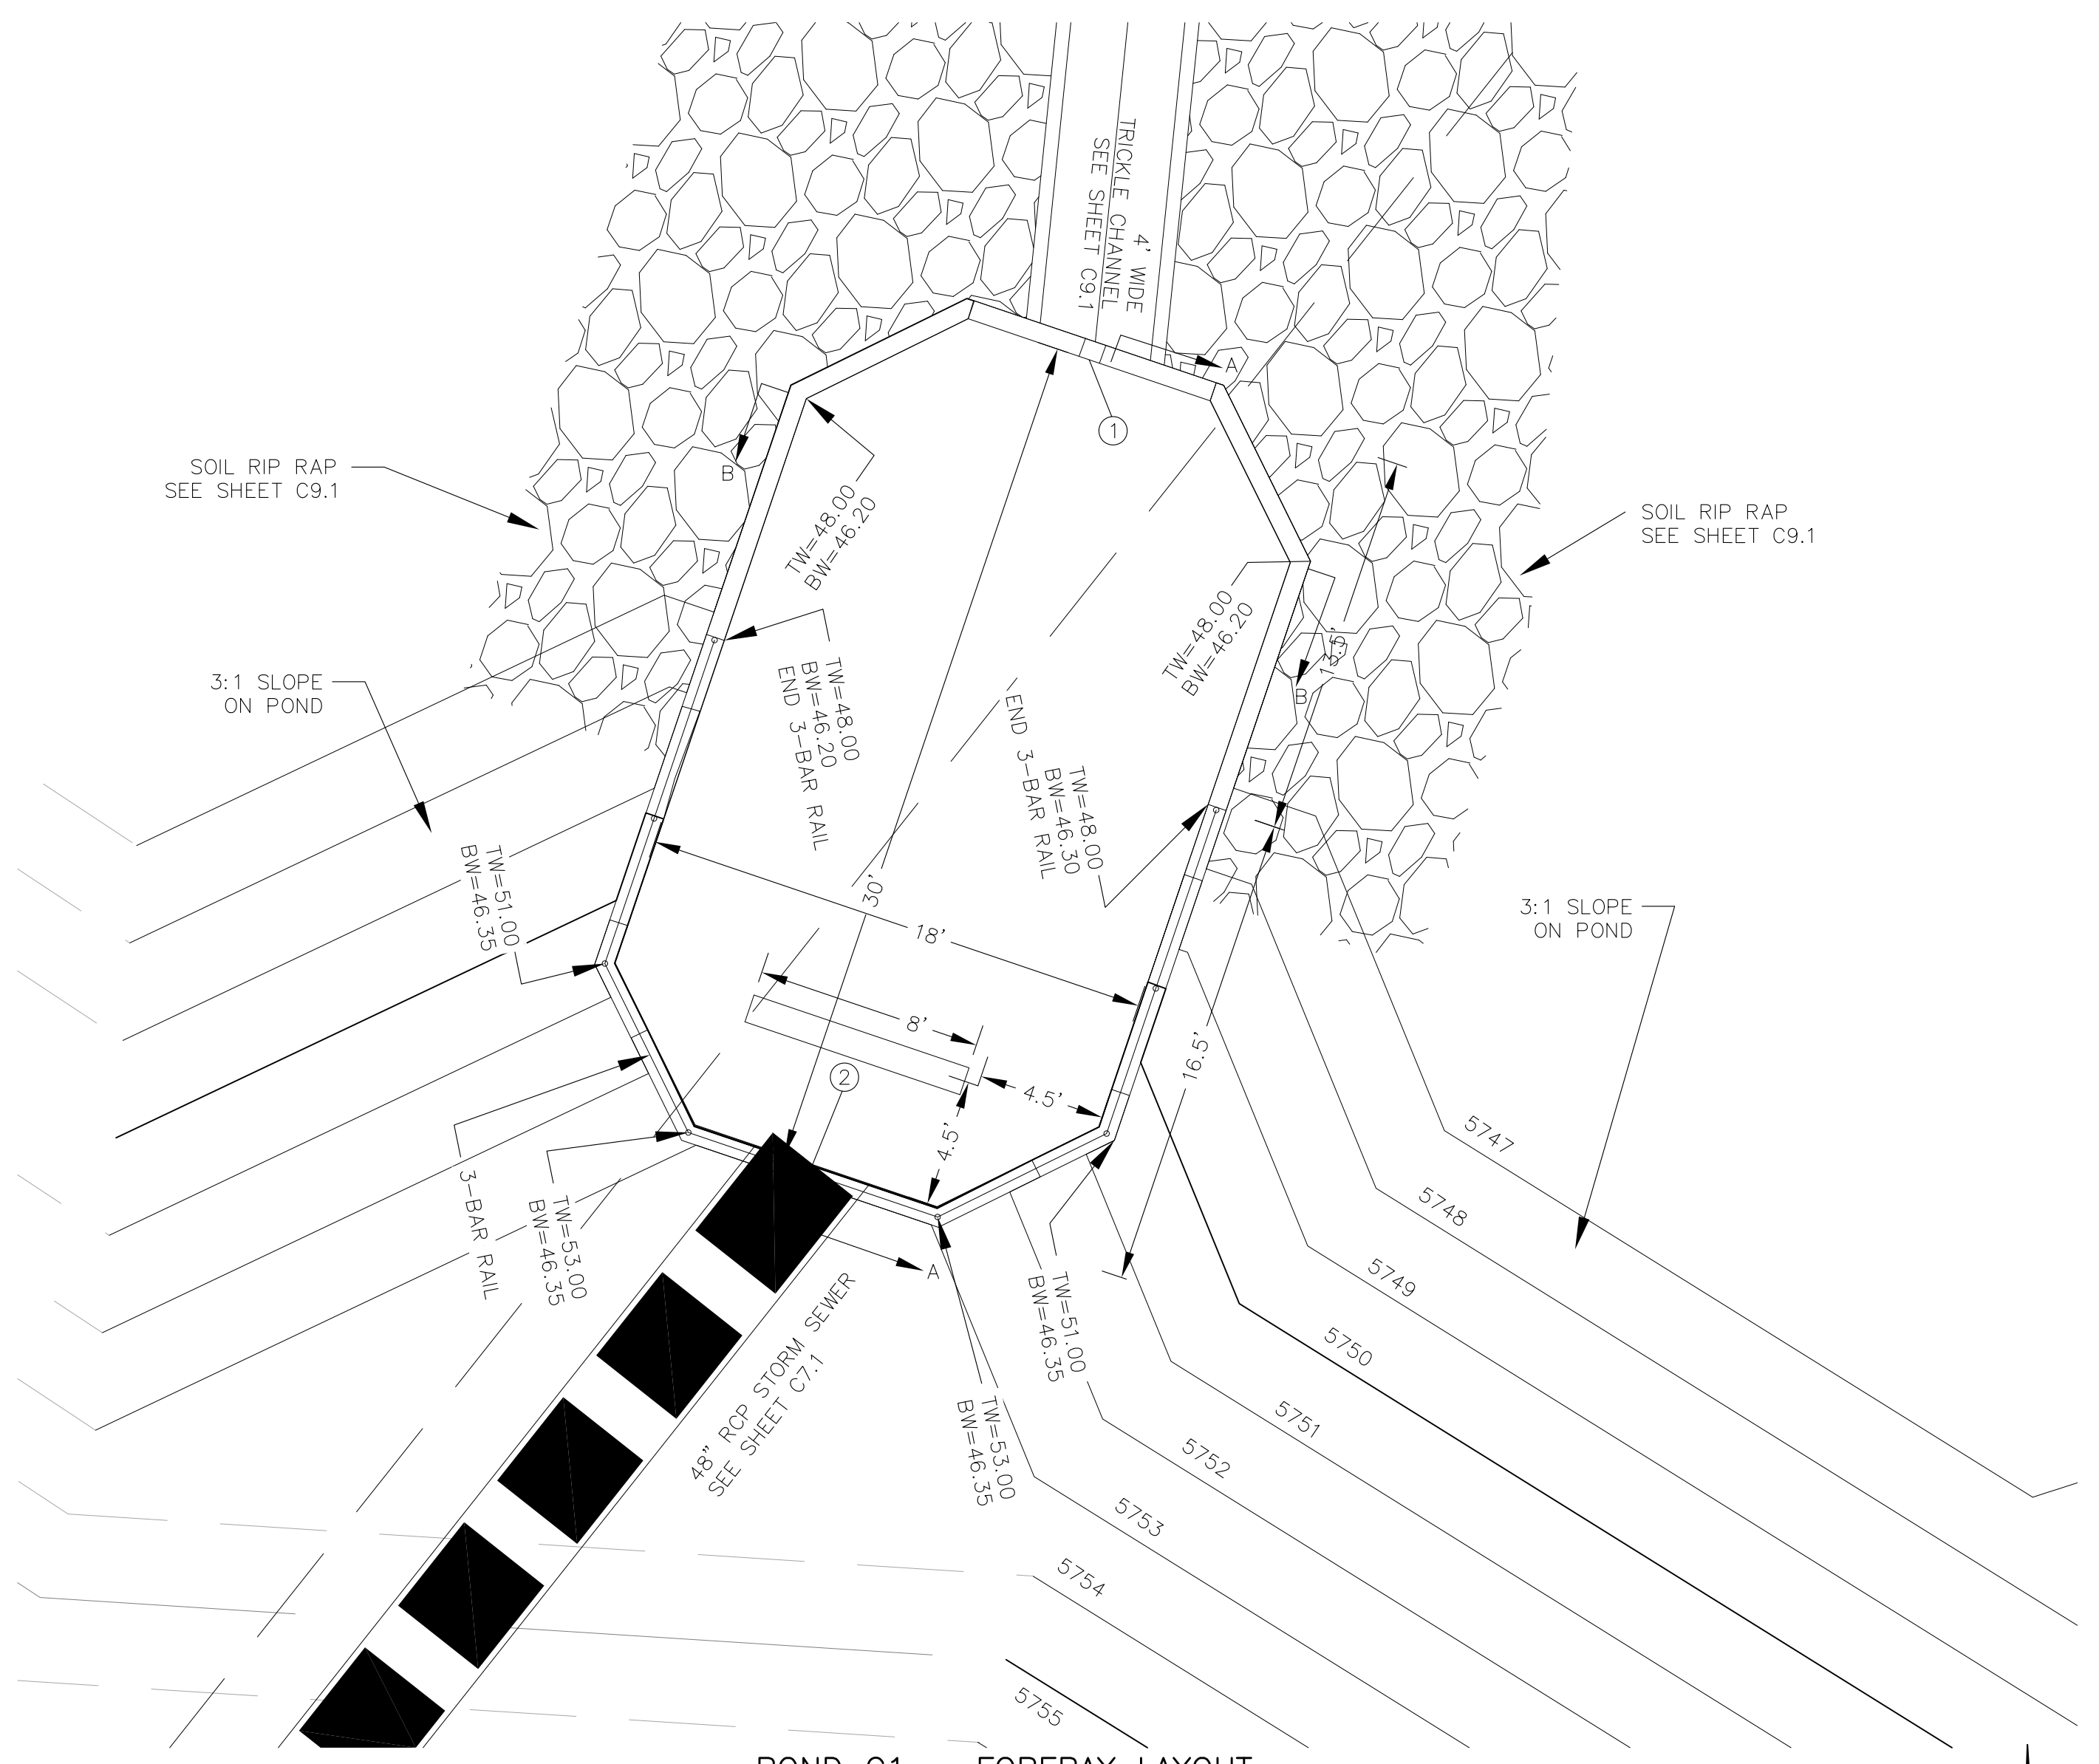 4' WIDE
TRICKLE CHANNEL
SEE SHEET C9.1
A
1
B
SOIL RIP RAP
SEE SHEET C9.1
TW=48.00
BW=46.20
SOIL RIP RAP
SEE SHEET C9.1
TW=48.00
BW=46.20
13.5'
B
3:1 SLOPE
ON POND
TW=48.00
BW=46.20
END 3-BAR RAIL
TW=48.00
BW=46.30
END 3-BAR RAIL
TW=51.00
BW=46.35
30'
18'
3:1 SLOPE
ON POND
8'
16.5'
2
4.5'
4.5'
3-BAR RAIL
TW=53.00
BW=46.35
A
48" RCP STORM SEWER
SEE SHEET C7.1
TW=51.00
BW=46.35
TW=53.00
BW=46.35
5747
5748
5749
5750
5751
5752
5753
5754
5755